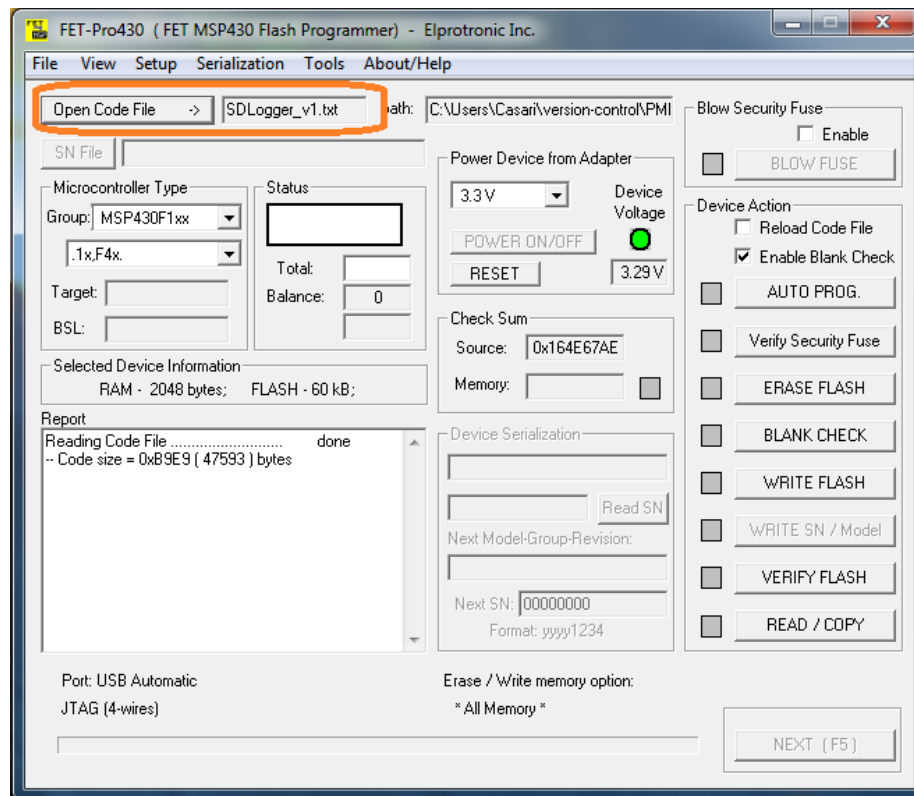 FET-Pro430 ( FET MSP430 Flash Programmer) - Elprotronic Inc.
File View Setup Serialization Tools About/Help
Open Code File -> SDLogger_v1.txt path: C:\Users\Casari\version-control\PMI
SN File
Microcontroller Type
Group: MSP430F1xx
.1x,F4x.
Target:
BSL:
Status
Total:
Balance: 0
Selected Device Information
RAM - 2048 bytes; FLASH - 60 kB;
Report
Reading Code File ........................... done
-- Code size = 0xB9E9 ( 47593 ) bytes
Power Device from Adapter
3.3 V
Device
Voltage
POWER ON/OFF
RESET 3.29 V
Check Sum
Source: 0x164E67AE
Memory:
Device Serialization
Read SN
Next Model-Group-Revision:
Next SN: 00000000
Format: yyyy1234
Blow Security Fuse
Enable
BLOW FUSE
Device Action
Reload Code File
Enable Blank Check
AUTO PROG.
Verify Security Fuse
ERASE FLASH
BLANK CHECK
WRITE FLASH
WRITE SN / Model
VERIFY FLASH
READ / COPY
Port: USB Automatic
JTAG (4-wires)
Erase / Write memory option:
* All Memory *
NEXT ( F5 )